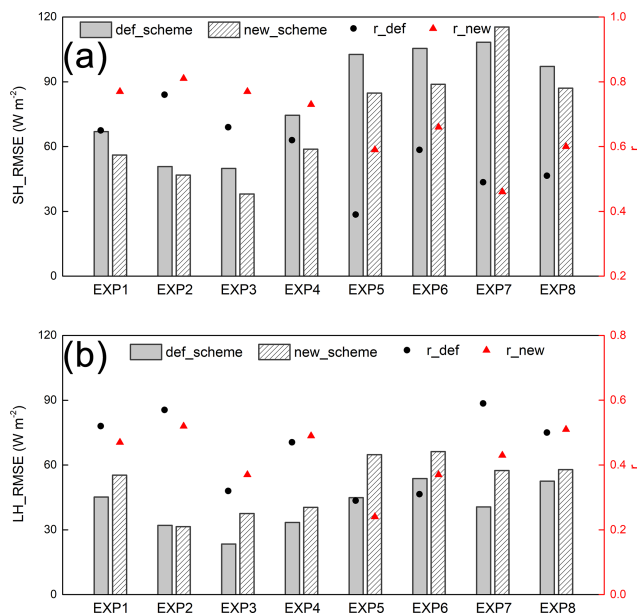 120 def_scheme new_scheme r_def r_new 1.0
(a)
90 0.8
SH_RMSE (W m-2)
60 0.6
r
30 0.4
0 0.2
EXP1 EXP2 EXP3 EXP4 EXP5 EXP6 EXP7 EXP8
120 0.8
(b) def_scheme new_scheme r_def r_new
90 0.6
LH_RMSE (W m-2)
60 0.4
r
30 0.2
0 0.0
EXP1 EXP2 EXP3 EXP4 EXP5 EXP6 EXP7 EXP8